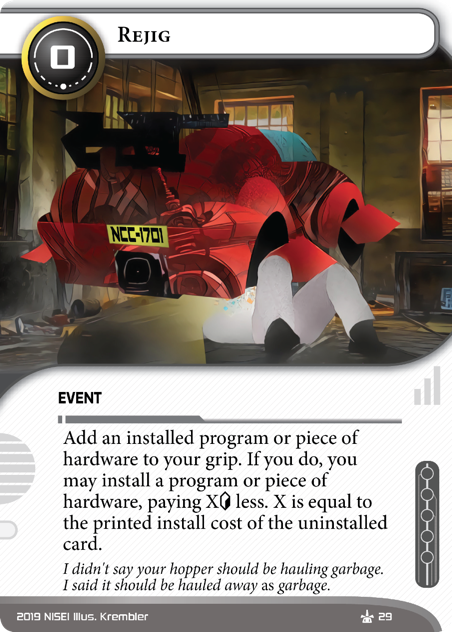 0
Rejig
NCC-1701
EVENT
Add an installed program or piece of
hardware to your grip. If you do, you
may install a program or piece of
hardware, paying X less. X is equal to
the printed install cost of the uninstalled
card.
I didn't say your hopper should be hauling garbage.
I said it should be hauled away as garbage.
2019 NISEI Illus. Krembler
29